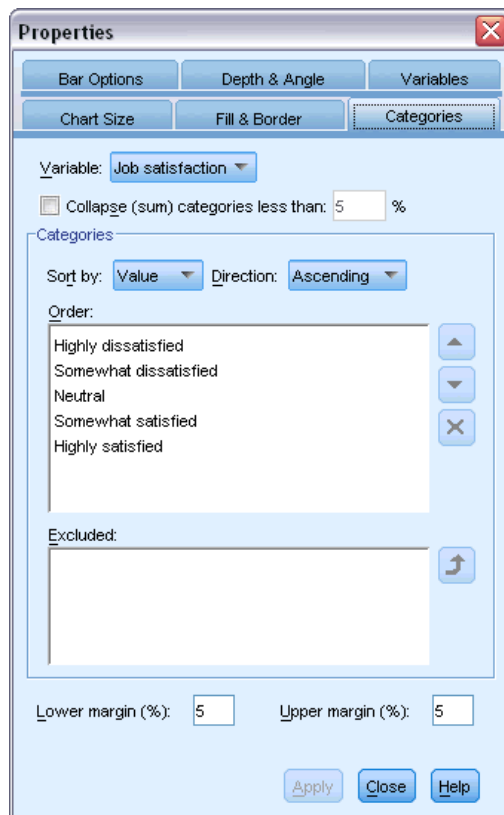 Properties
Bar Options Depth & Angle Variables
Chart Size Fill & Border Categories
Variable: Job satisfaction
Collapse (sum) categories less than: 5 %
Categories
Sort by: Value Direction: Ascending
Order:
Highly dissatisfied
Somewhat dissatisfied
Neutral
Somewhat satisfied
Highly satisfied
Excluded:
Lower margin (%): 5 Upper margin (%): 5
Apply Close Help